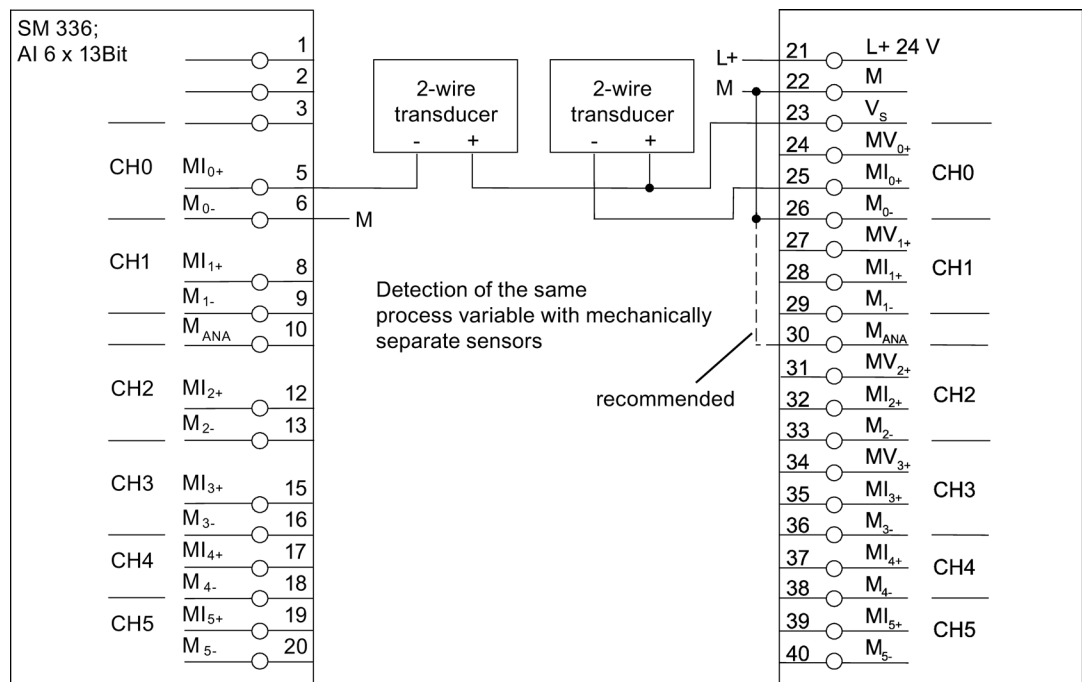 SM 336;
AI 6 x 13Bit
1
2
3
CH0
MI0+
5
M0-
6
CH1
MI1+
8
M1-
9
MANA
10
CH2
MI2+
12
M2-
13
CH3
MI3+
15
M3-
16
CH4
MI4+
17
M4-
18
CH5
MI5+
19
M5-
20
2-wire
transducer
- +
2-wire
transducer
- +
M
Detection of the same
process variable with mechanically
separate sensors
recommended
L+
M
21
L+ 24 V
22
M
23
VS
24
MV0+
25
MI0+
CH0
26
M0-
27
MV1+
28
MI1+
CH1
29
M1-
30
MANA
31
MV2+
32
MI2+
CH2
33
M2-
34
MV3+
35
MI3+
CH3
36
M3-
37
MI4+
CH4
38
M4-
39
MI5+
CH5
40
M5-